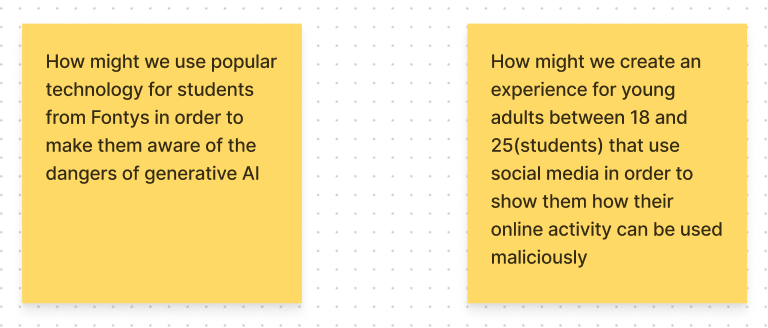 How might we use popular
technology for students
from Fontys in order to
make them aware of the
dangers of generative AI
How might we create an
experience for young
adults between 18 and
25(students) that use
social media in order to
show them how their
online activity can be used
maliciously